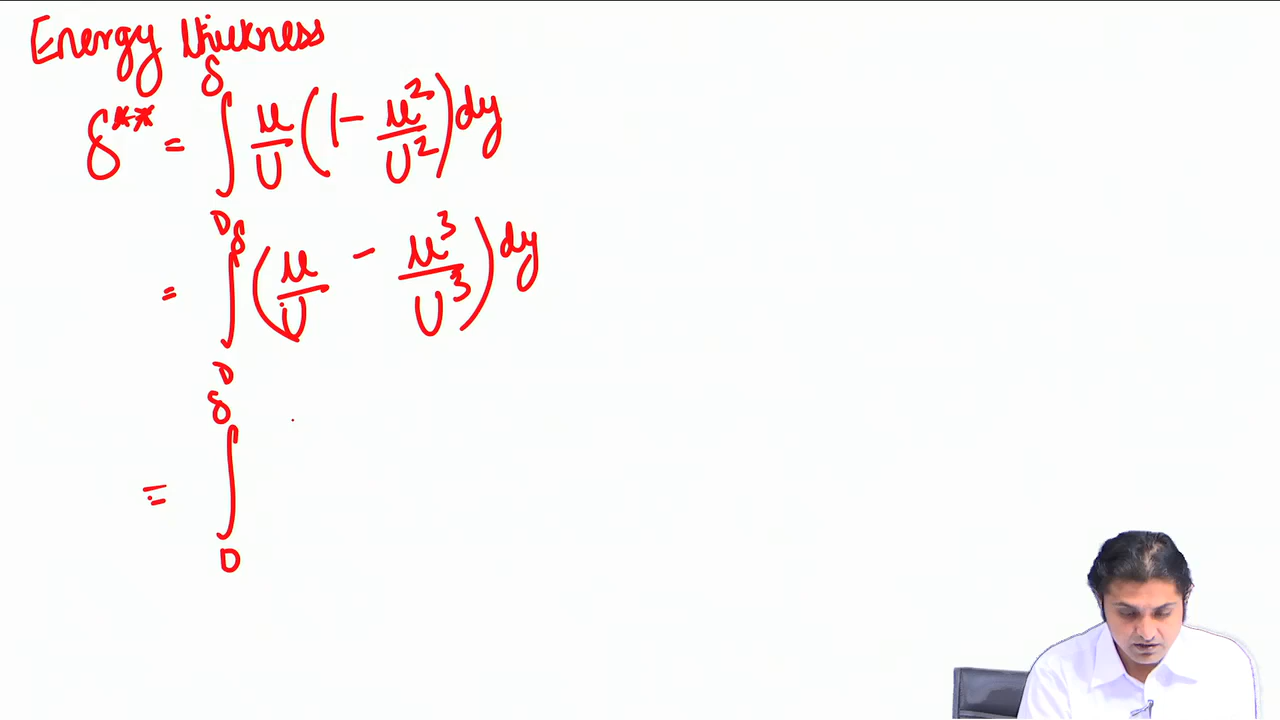 Energy thickness
δ** = ∫₀^δ u/U (1 - u²/U²) dy
= ∫₀^δ (u/U - u³/U³) dy
= ∫₀^δ